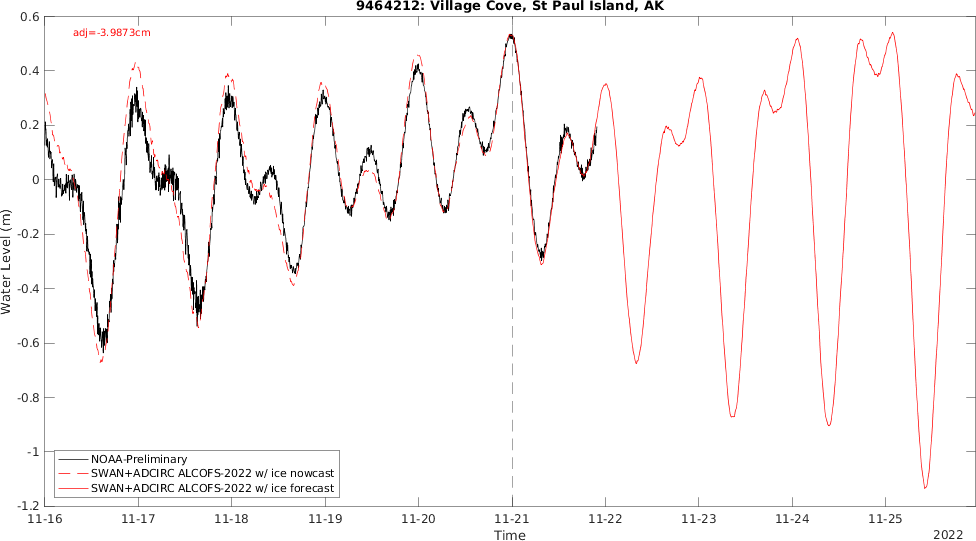 9464212: Village Cove, St Paul Island, AK
adj=-3.9873cm
0.6
0.4
0.2
0
-0.2
-0.4
-0.6
-0.8
-1
-1.2
Water Level (m)
NOAA-Preliminary
SWAN+ADCIRC ALCOFS-2022 w/ ice nowcast
SWAN+ADCIRC ALCOFS-2022 w/ ice forecast
11-16 11-17 11-18 11-19 11-20 11-21 11-22 11-23 11-24 11-25
Time
2022